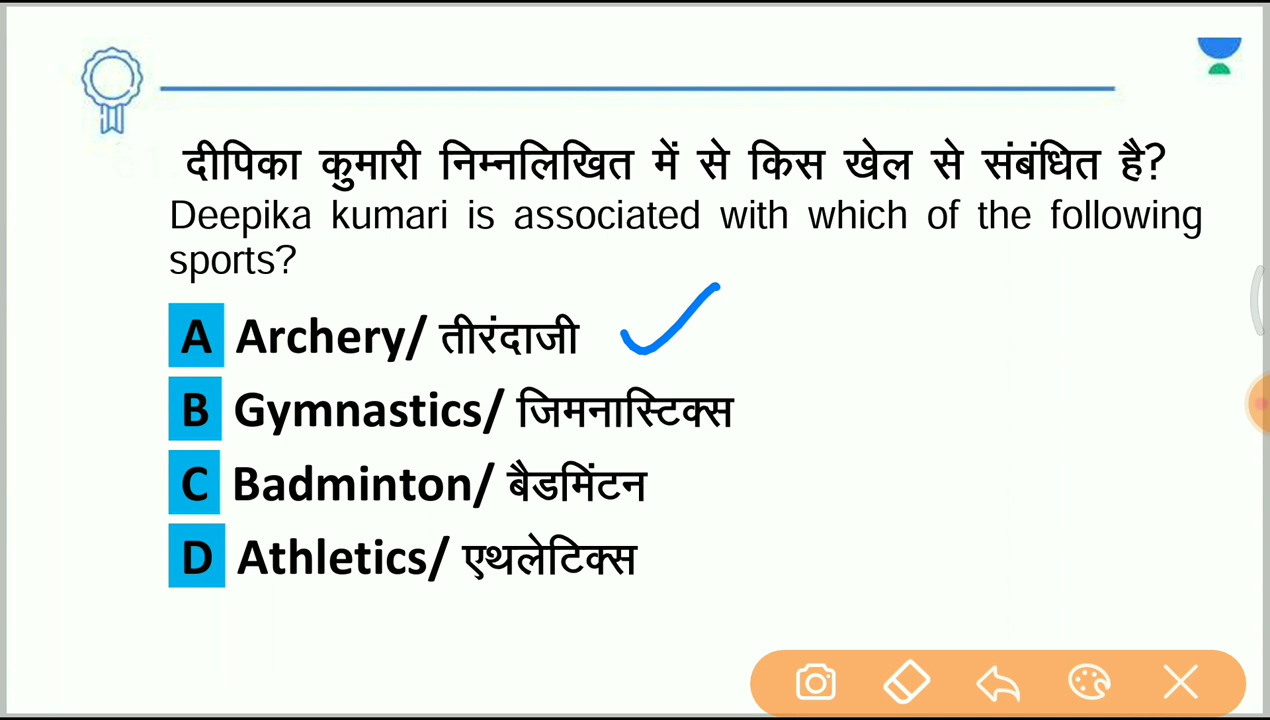 दीपिका कुमारी निम्नलिखित में से किस खेल से संबंधित है?
Deepika kumari is associated with which of the following
sports?
A Archery/ तीरंदाजी
B Gymnastics/ जिमनास्टिक्स
C Badminton/ बैडमिंटन
D Athletics/ एथलेटिक्स